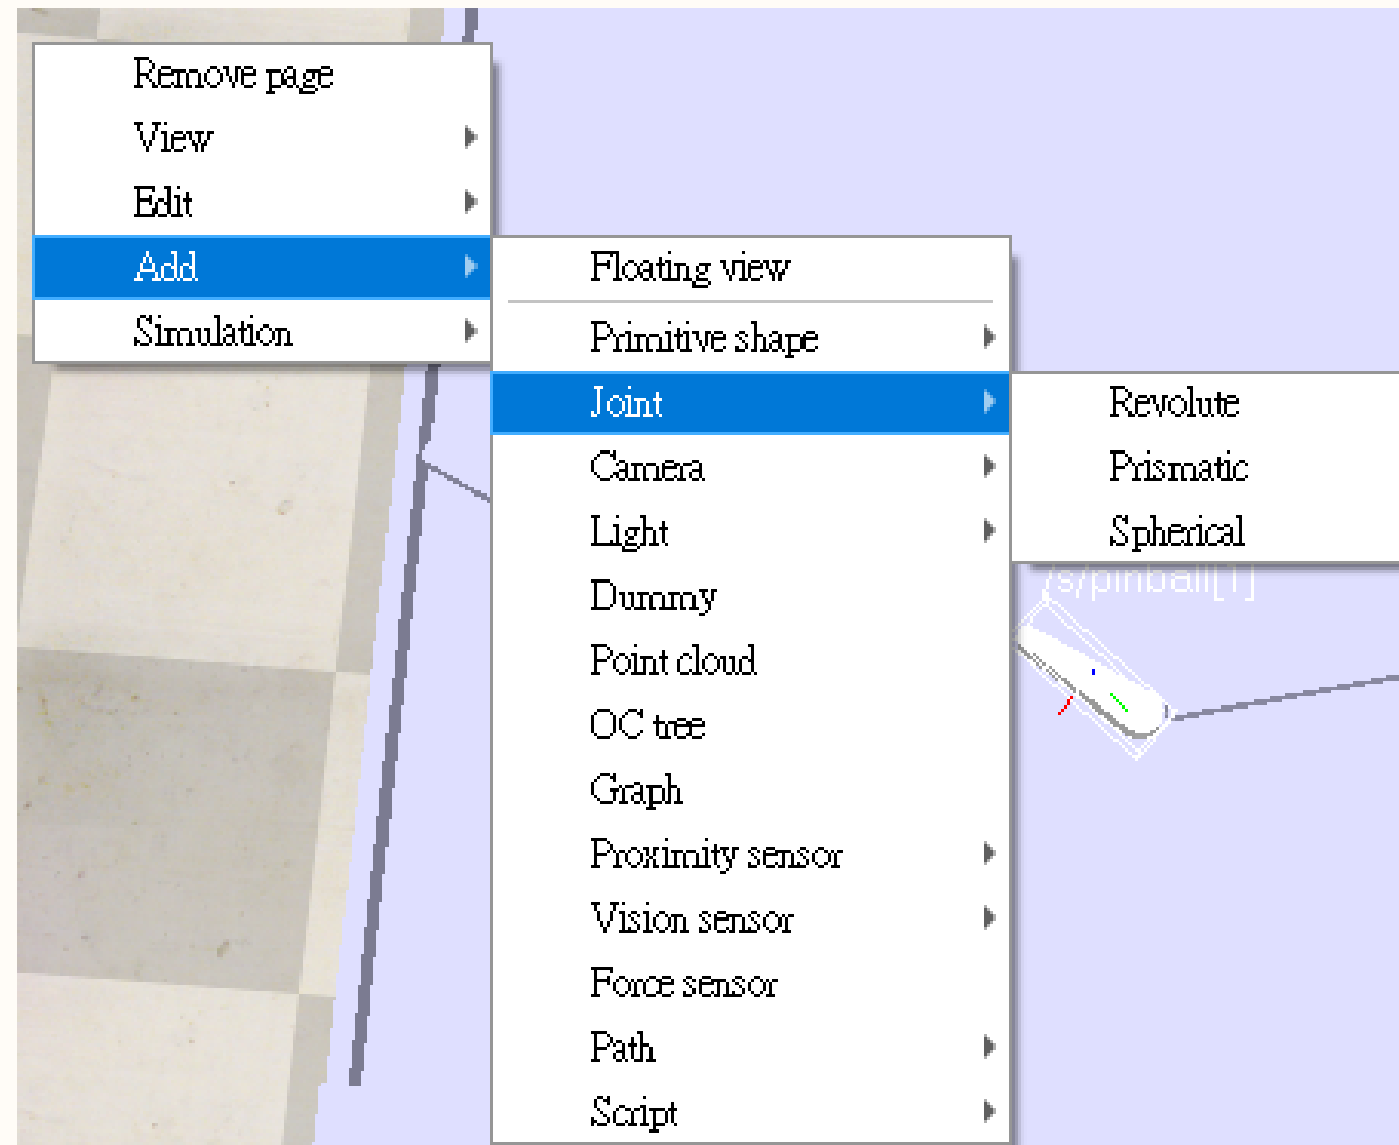 Remove page
View
Edit
Add
Simulation
Floating view
Primitive shape
Joint
Camera
Light
Dummy
Point cloud
OC tree
Graph
Proximity sensor
Vision sensor
Force sensor
Path
Script
Revolute
Prismatic
Spherical
/s/pinball[1]